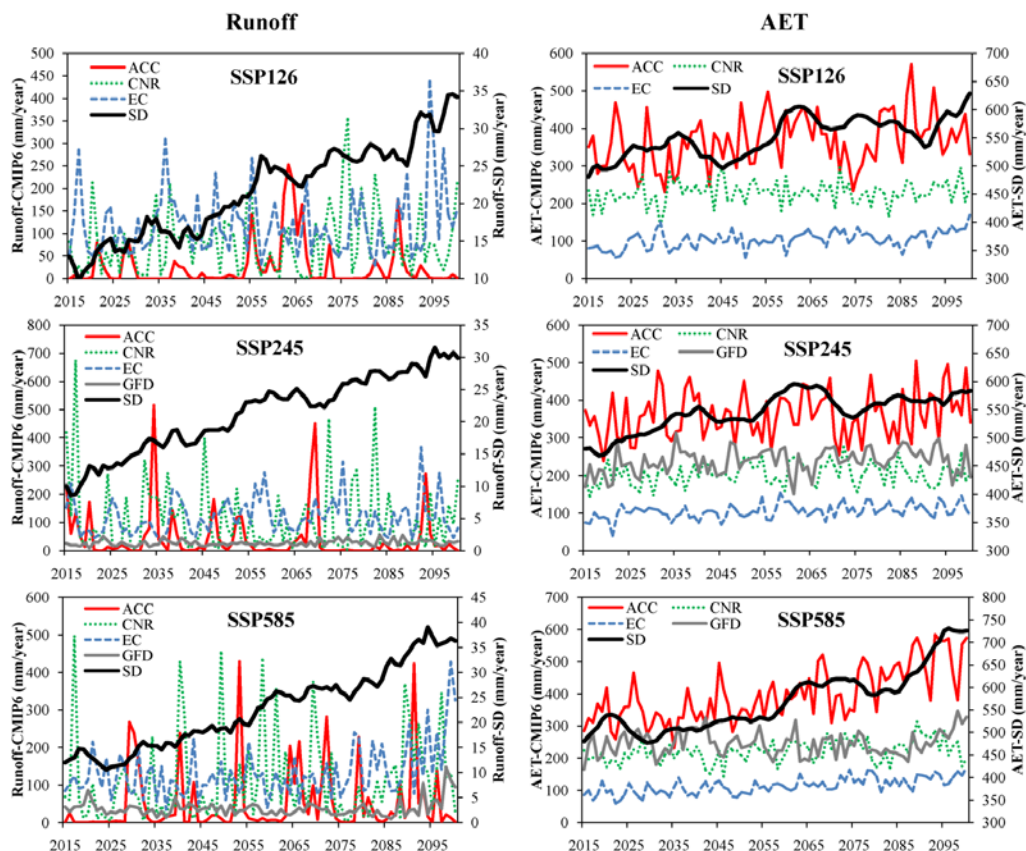 Runoff
AET
Runoff-CMIP6 (mm/year)
500
450
400
350
300
250
200
150
100
50
0
ACC
CNR
EC
SD
SSP126
40
35
30
25
20
15
10
Runoff-SD (mm/year)
2015 2025 2035 2045 2055 2065 2075 2085 2095
AET-CMIP6 (mm/year)
600
500
400
300
200
100
0
ACC CNR
EC SD
SSP126
700
650
600
550
500
450
400
350
300
AET-SD (mm/year)
2015 2025 2035 2045 2055 2065 2075 2085 2095
Runoff-CMIP6 (mm/year)
800
700
600
500
400
300
200
100
0
ACC
CNR
EC
GFD
SD
SSP245
35
30
25
20
15
10
5
0
Runoff-SD (mm/year)
2015 2025 2035 2045 2055 2065 2075 2085 2095
AET-CMIP6 (mm/year)
600
500
400
300
200
100
0
ACC CNR
EC GFD
SD
SSP245
700
650
600
550
500
450
400
350
300
AET-SD (mm/year)
2015 2025 2035 2045 2055 2065 2075 2085 2095
Runoff-CMIP6 (mm/year)
600
500
400
300
200
100
0
ACC
CNR
EC
GFD
SD
SSP585
45
40
35
30
25
20
15
10
5
0
Runoff-SD (mm/year)
2015 2025 2035 2045 2055 2065 2075 2085 2095
AET-CMIP6 (mm/year)
700
600
500
400
300
200
100
0
ACC CNR
EC GFD
SD
SSP585
800
700
600
500
400
300
AET-SD (mm/year)
2015 2025 2035 2045 2055 2065 2075 2085 2095